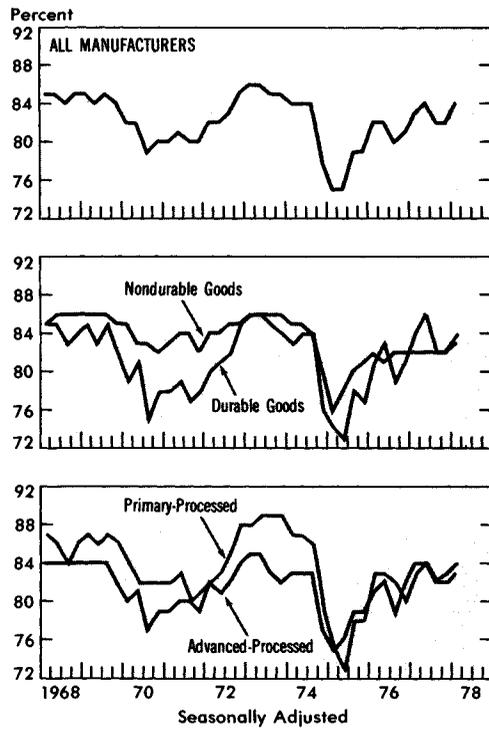 Percent
92
ALL MANUFACTURERS
88
84
80
76
72
92
88
Nondurable Goods
84
80
76
Durable Goods
72
92
Primary-Processed
88
84
80
76
Advanced-Processed
72
1968 70 72 74 76 78
Seasonally Adjusted